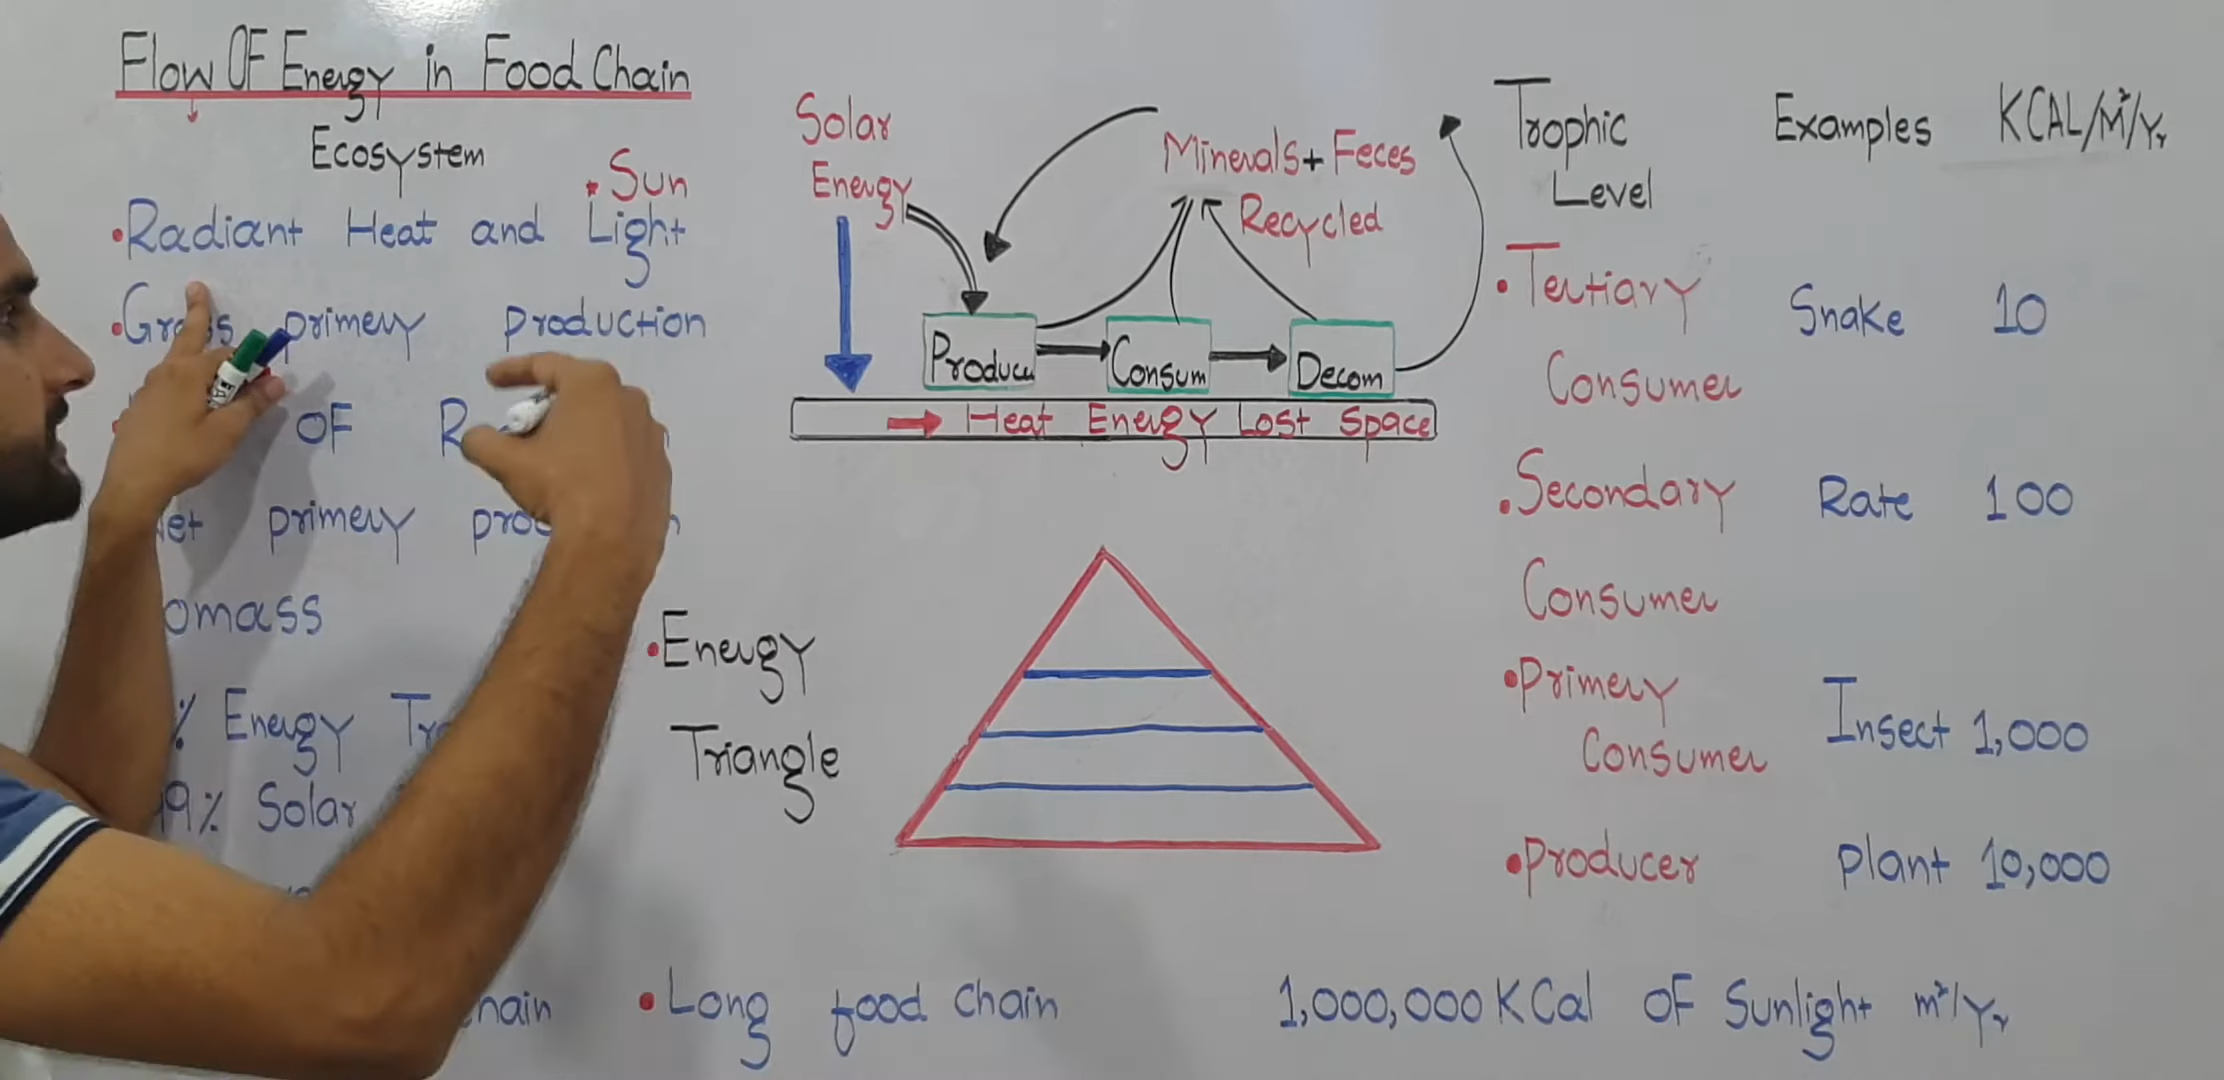 Flow OF Energy in Food Chain
Ecosystem
• Sun
• Radiant Heat and Light
• Gross primery production
OF
primery
% Energy
Solar
• Long food chain
Solar
Energy
Minerals + Feces
Recycled
Produce
Consum
Decom
Heat Energy Lost Space
• Energy
Triangle
Trophic Level Examples KCAL/M²/Yr
• Tertiary Consumer Snake 10
• Secondary Consumer Rate 100
• Primery Consumer Insect 1,000
• Producer Plant 10,000
1,000,000 KCal OF Sunlight m²/Yr